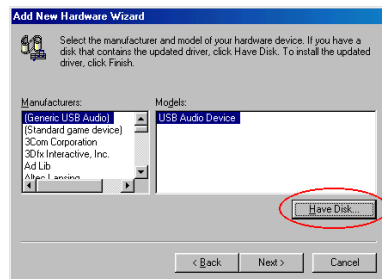 Add New Hardware Wizard
Select the manufacturer and model of your hardware device. If you have a
disk that contains the updated driver, click Have Disk. To install the updated
driver, click Finish.
Manufacturers:
(Generic USB Audio)
(Standard game device)
3Com Corporation
3Dfx Interactive, Inc.
Ad Lib
Altec Lansing
Models:
USB Audio Device
Have Disk...
< Back
Next >
Cancel